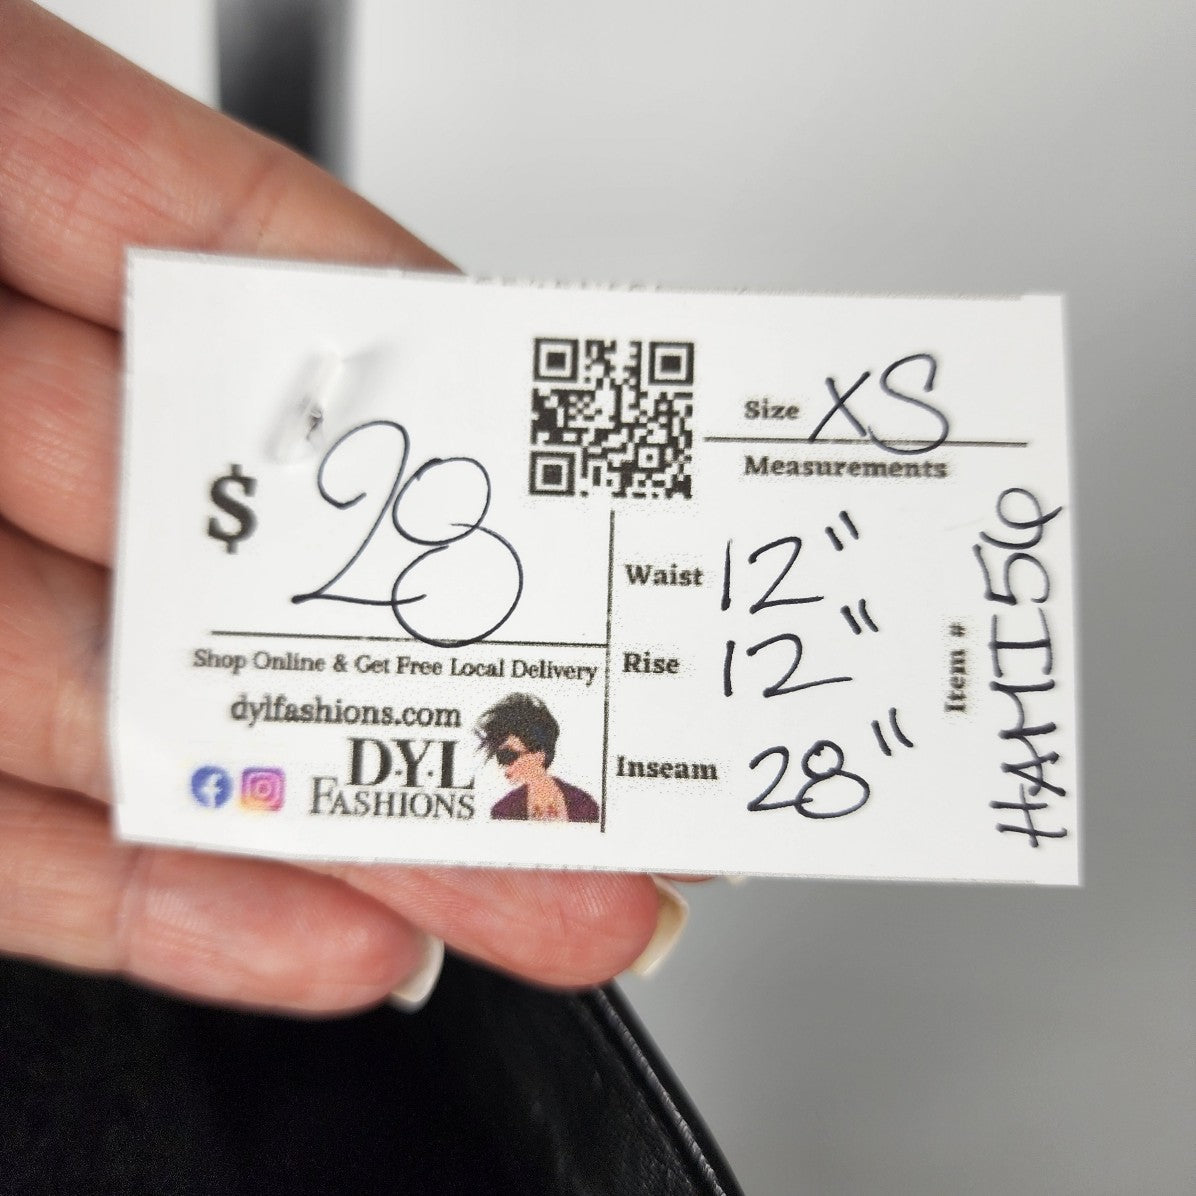 $ 28
Shop Online & Get Free Local Delivery
dylfashions.com
D·Y·L
FASHIONS
Size XS
Measurements
Waist 12"
Rise 12"
Inseam 28"
Item #
HAMI56